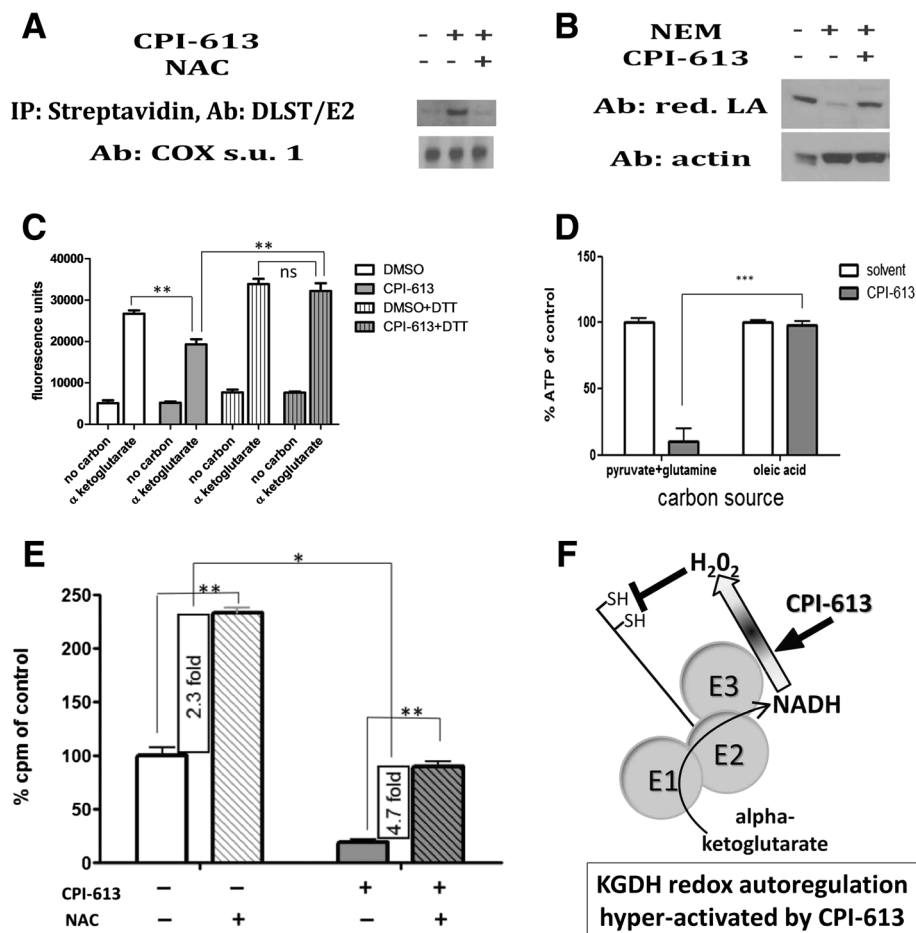 A
CPI-613 - + +
NAC - - +
IP: Streptavidin, Ab: DLST/E2
Ab: COX s.u. 1
B
NEM - + +
CPI-613 - - +
Ab: red. LA
Ab: actin
C
fluorescence units
40000
30000
20000
10000
0
**
**
ns
DMSO
CPI-613
DMSO+DTT
CPI-613+DTT
no carbon
α ketoglutarate
no carbon
α ketoglutarate
no carbon
α ketoglutarate
no carbon
α ketoglutarate
D
% ATP of control
150
100
50
0
***
solvent
CPI-613
pyruvate+glutamine
oleic acid
carbon source
E
% cpm of control
250
200
150
100
50
0
*
**
2.3 fold
**
4.7 fold
CPI-613 – – + +
NAC – + – +
F
H₂0₂
SH
SH
CPI-613
E3
NADH
E2
E1
alpha-
ketoglutarate
KGDH redox autoregulation
hyper-activated by CPI-613